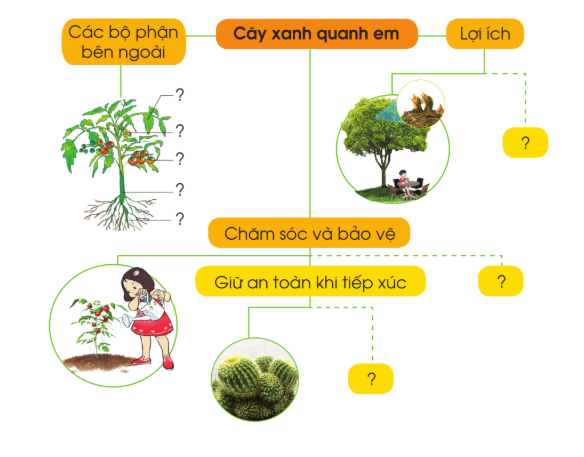 Các bộ phận
bên ngoài
Cây xanh quanh em
Lợi ích
?
?
?
?
?
?
Chăm sóc và bảo vệ
Giữ an toàn khi tiếp xúc
?
?